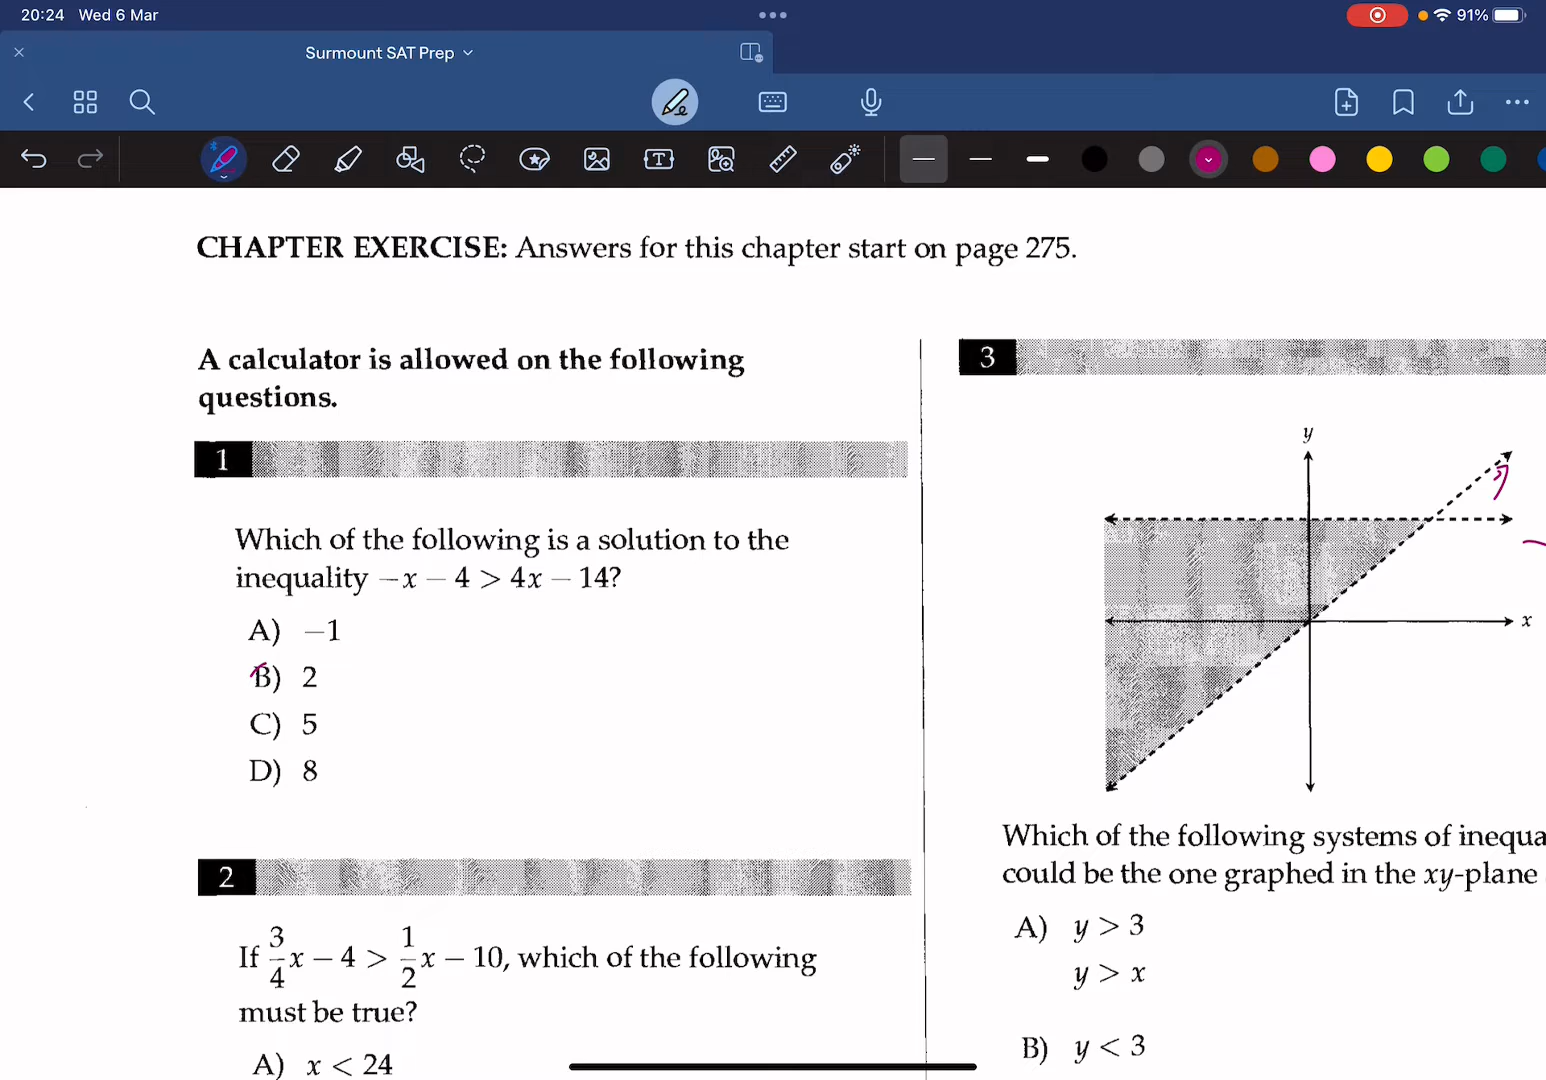 20:24 Wed 6 Mar
91%
Surmount SAT Prep
CHAPTER EXERCISE: Answers for this chapter start on page 275.
A calculator is allowed on the following
questions.
1
Which of the following is a solution to the
inequality −x − 4 > 4x − 14?
A) −1
B) 2
C) 5
D) 8
2
If 3/4 x − 4 > 1/2 x − 10, which of the following
must be true?
A) x < 24
3
y
x
Which of the following systems of inequa
could be the one graphed in the xy-plane
A) y > 3
y > x
B) y < 3